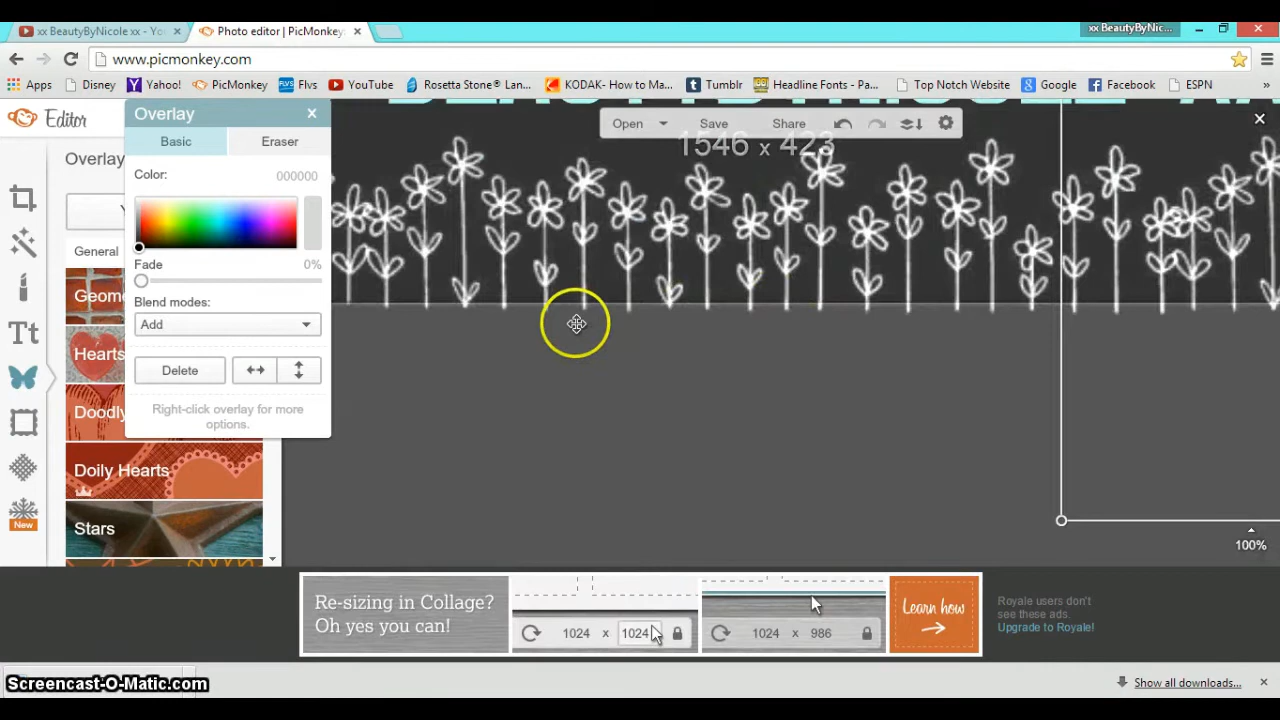 xx BeautyByNicole xx - Yo
Photo editor | PicMonkey:
xx BeautyByNic...
www.picmonkey.com
Apps
Disney
Yahoo!
PicMonkey
Flvs
YouTube
Rosetta Stone® Lan...
KODAK- How to Ma...
Tumblr
Headline Fonts - Pa...
Top Notch Website
Google
Facebook
ESPN
»
Editor
Overlay
Basic
Eraser
Color:
000000
Fade
0%
Blend modes:
Add
Delete
Right-click overlay for more
options.
Overlay
Y
General
Geom
Hearts
Doodly
Doily Hearts
Stars
Tt
New
Open
Save
Share
1546 x 423
100%
Re-sizing in Collage?
Oh yes you can!
1024 x 1024
1024 x 986
Learn how
Royale users don't
see these ads.
Upgrade to Royale!
Screencast-O-Matic.com
Show all downloads...